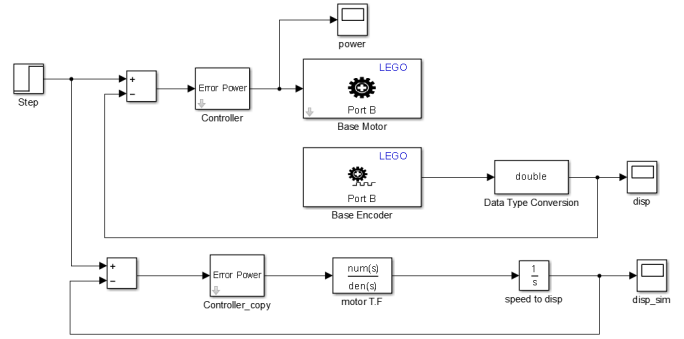 power
LEGO
Step
+
−
Error Power
Controller
Port B
Base Motor
LEGO
Port B
Base Encoder
double
Data Type Conversion
disp
+
−
Error Power
Controller_copy
num(s)
den(s)
motor T.F
1
s
speed to disp
disp_sim